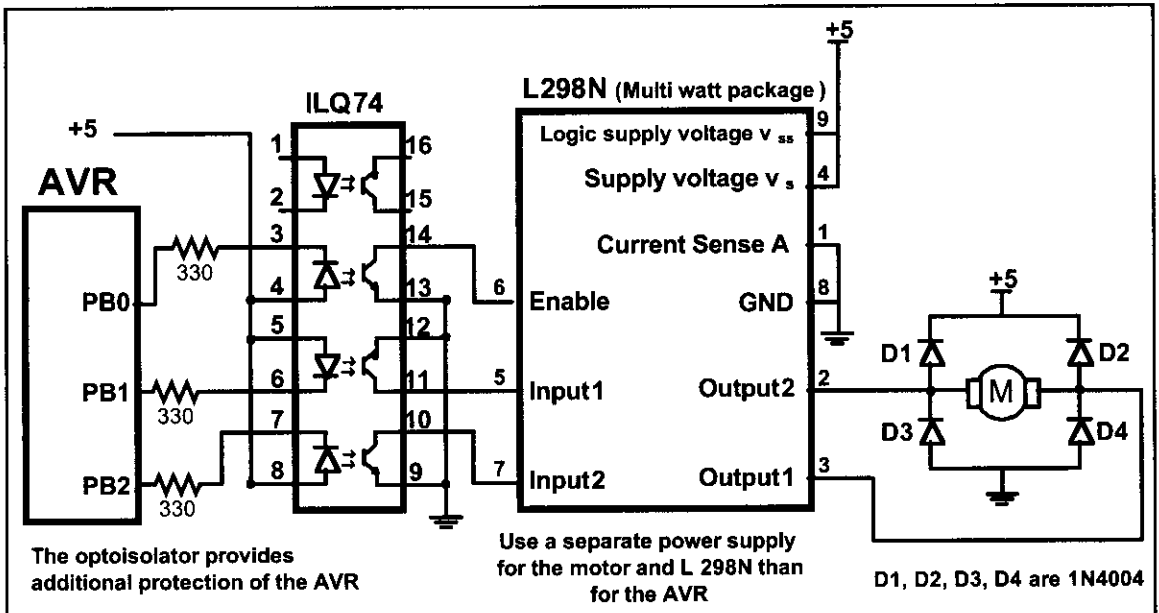 +5
L298N (Multi watt package )
ILQ74
+5
AVR
1
16
2
15
3
14
4
13
5
12
6
11
7
10
8
9
330
330
330
PB0
PB1
PB2
Logic supply voltage v ss
9
Supply voltage v s
4
Current Sense A
1
GND
8
6
Enable
5
Input1
7
Input2
Output2
2
Output1
3
+5
D1
D2
M
D3
D4
The optoisolator provides
additional protection of the AVR
Use a separate power supply
for the motor and L 298N than
for the AVR
D1, D2, D3, D4 are 1N4004